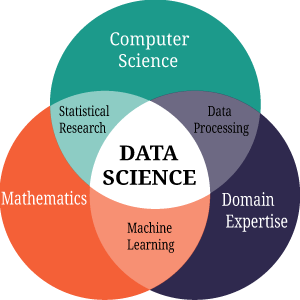 Computer
Science
Statistical
Research
Data
Processing
DATA
SCIENCE
Mathematics
Domain
Expertise
Machine
Learning